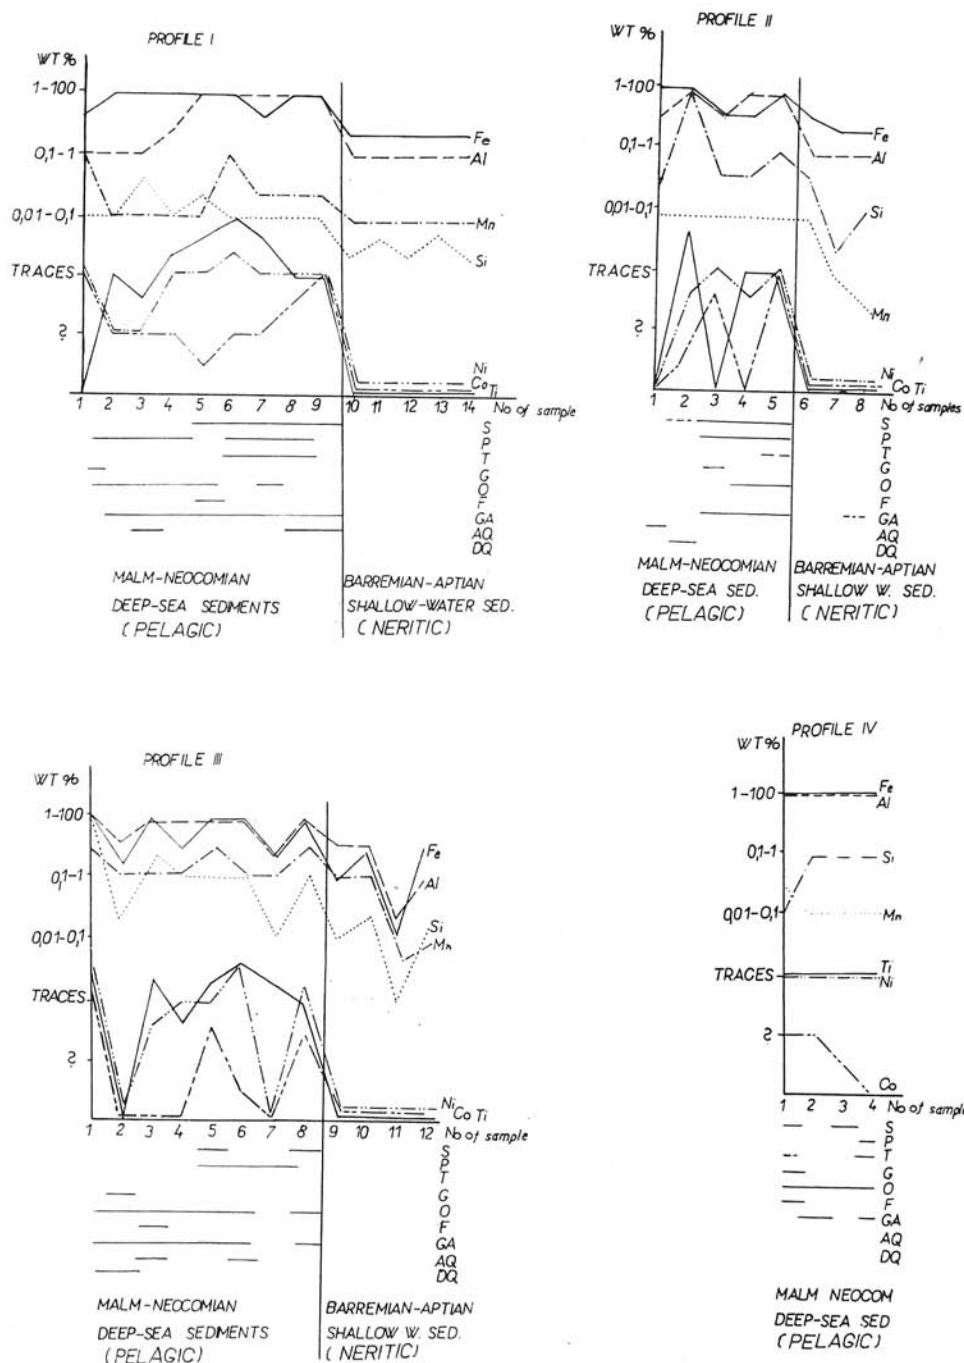 PROFILE I
WT %
1-100
0,1-1
0,01-0,1
TRACES
?
Fe
Al
Mn
Si
Ni
Co
Ti
1 2 3 4 5 6 7 8 9 10 11 12 13 14 No of sample
S
P
T
G
O
F
GA
AQ
DQ
MALM-NEOCOMIAN
DEEP-SEA SEDIMENTS
(PELAGIC)
BARREMIAN-APTIAN
SHALLOW-WATER SED.
(NERITIC)
PROFILE II
WT %
1-100
0,1-1
0,01-0,1
TRACES
?
Fe
Al
Si
Mn
Ni
Co Ti
1 2 3 4 5 6 7 8 No of samples
S
P
T
G
O
F
GA
AQ
DQ
MALM-NEOCOMIAN
DEEP-SEA SED.
(PELAGIC)
BARREMIAN-APTIAN
SHALLOW W. SED.
(NERITIC)
PROFILE III
WT %
1-100
0,1-1
0,01-0,1
TRACES
?
Fe
Al
Si
Mn
Ni
Co Ti
1 2 3 4 5 6 7 8 9 10 11 12 No of sample
S
P
T
G
O
F
GA
AQ
DQ
MALM-NEOCOMIAN
DEEP-SEA SEDIMENTS
(PELAGIC)
BARREMIAN-APTIAN
SHALLOW W. SED.
(NERITIC)
PROFILE IV
WT%
1-100
0,1-1
0,01-0,1
TRACES
?
Fe
Al
Si
Mn
Ti
Ni
Co
1 2 3 4 No of sample
S
P
T
G
O
F
GA
AQ
DQ
MALM NEOCOM
DEEP-SEA SED
(PELAGIC)